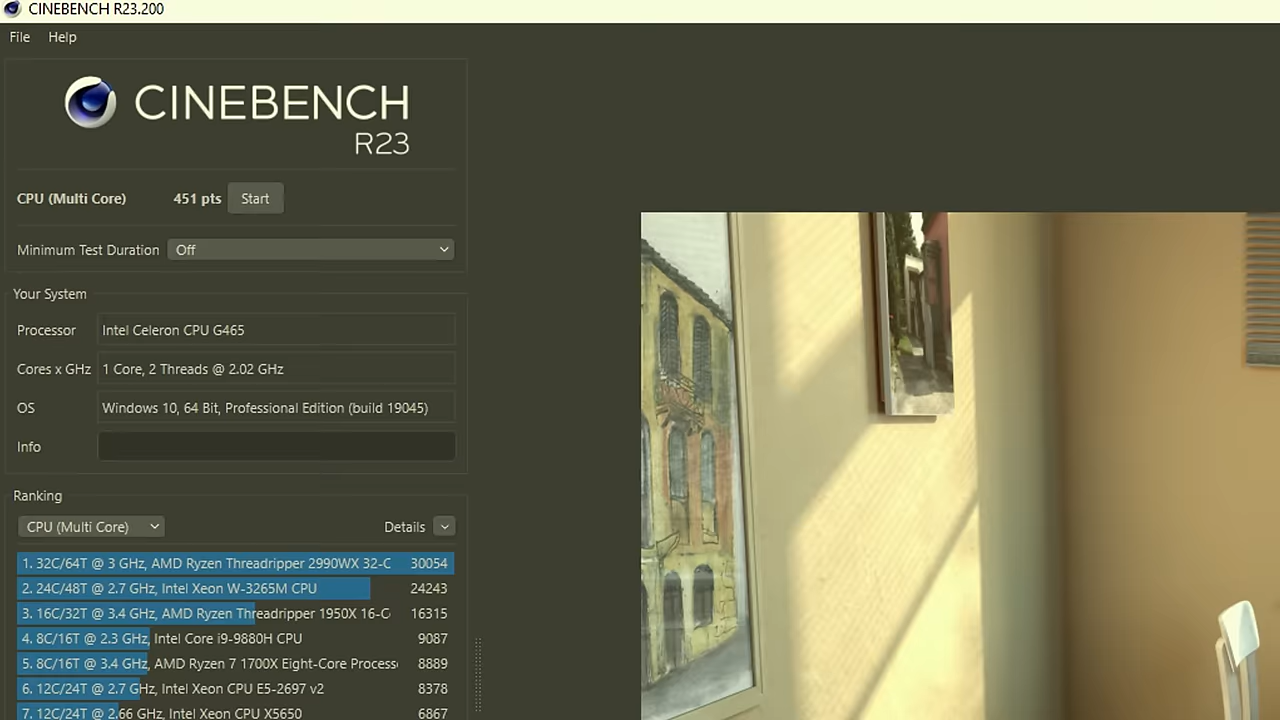 CINEBENCH R23.200
File Help
CINEBENCH
R23
CPU (Multi Core) 451 pts Start
Minimum Test Duration Off
Your System
Processor Intel Celeron CPU G465
Cores x GHz 1 Core, 2 Threads @ 2.02 GHz
OS Windows 10, 64 Bit, Professional Edition (build 19045)
Info
Ranking
CPU (Multi Core) Details
1. 32C/64T @ 3 GHz, AMD Ryzen Threadripper 2990WX 32-C 30054
2. 24C/48T @ 2.7 GHz, Intel Xeon W-3265M CPU 24243
3. 16C/32T @ 3.4 GHz, AMD Ryzen Threadripper 1950X 16-C 16315
4. 8C/16T @ 2.3 GHz, Intel Core i9-9880H CPU 9087
5. 8C/16T @ 3.4 GHz, AMD Ryzen 7 1700X Eight-Core Process 8889
6. 12C/24T @ 2.7 GHz, Intel Xeon CPU E5-2697 v2 8378
7. 12C/24T @ 2.66 GHz, Intel Xeon CPU X5650 6867